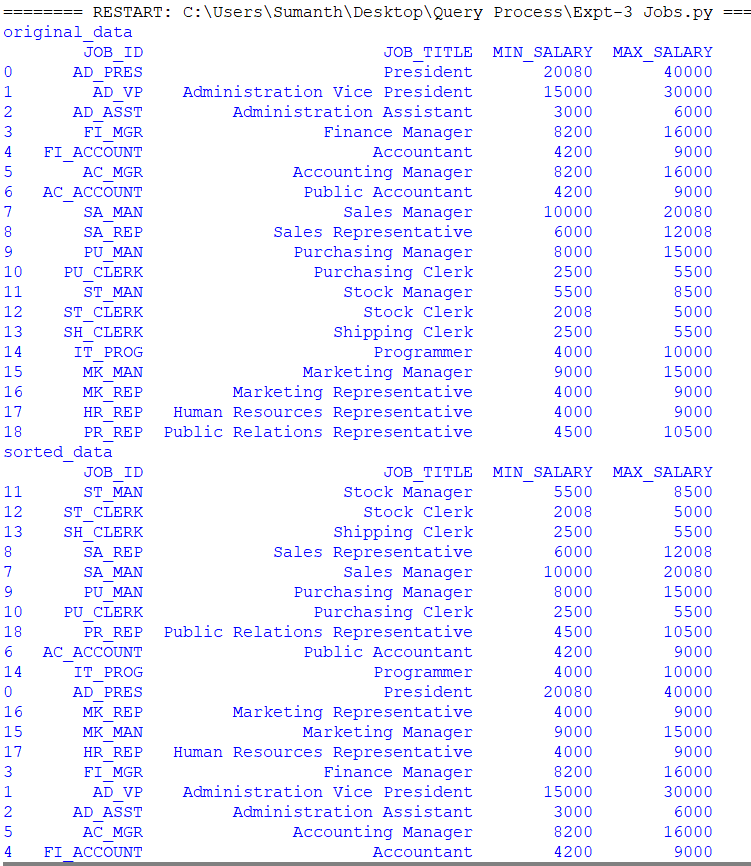 ======== RESTART: C:\Users\Sumanth\Desktop\Query Process\Expt-3 Jobs.py ===
original_data
        JOB_ID                        JOB_TITLE  MIN_SALARY  MAX_SALARY
0      AD_PRES                        President       20080       40000
1        AD_VP    Administration Vice President       15000       30000
2      AD_ASST         Administration Assistant        3000        6000
3       FI_MGR                  Finance Manager        8200       16000
4   FI_ACCOUNT                       Accountant        4200        9000
5       AC_MGR               Accounting Manager        8200       16000
6   AC_ACCOUNT                Public Accountant        4200        9000
7       SA_MAN                    Sales Manager       10000       20080
8       SA_REP             Sales Representative        6000       12008
9       PU_MAN               Purchasing Manager        8000       15000
10    PU_CLERK                 Purchasing Clerk        2500        5500
11      ST_MAN                    Stock Manager        5500        8500
12    ST_CLERK                      Stock Clerk        2008        5000
13    SH_CLERK                   Shipping Clerk        2500        5500
14     IT_PROG                       Programmer        4000       10000
15      MK_MAN                Marketing Manager        9000       15000
16      MK_REP         Marketing Representative        4000        9000
17      HR_REP   Human Resources Representative        4000        9000
18      PR_REP  Public Relations Representative        4500       10500
sorted_data
        JOB_ID                        JOB_TITLE  MIN_SALARY  MAX_SALARY
11      ST_MAN                    Stock Manager        5500        8500
12    ST_CLERK                      Stock Clerk        2008        5000
13    SH_CLERK                   Shipping Clerk        2500        5500
8       SA_REP             Sales Representative        6000       12008
7       SA_MAN                    Sales Manager       10000       20080
9       PU_MAN               Purchasing Manager        8000       15000
10    PU_CLERK                 Purchasing Clerk        2500        5500
18      PR_REP  Public Relations Representative        4500       10500
6   AC_ACCOUNT                Public Accountant        4200        9000
14     IT_PROG                       Programmer        4000       10000
0      AD_PRES                        President       20080       40000
16      MK_REP         Marketing Representative        4000        9000
15      MK_MAN                Marketing Manager        9000       15000
17      HR_REP   Human Resources Representative        4000        9000
3       FI_MGR                  Finance Manager        8200       16000
1        AD_VP    Administration Vice President       15000       30000
2      AD_ASST         Administration Assistant        3000        6000
5       AC_MGR               Accounting Manager        8200       16000
4   FI_ACCOUNT                       Accountant        4200        9000